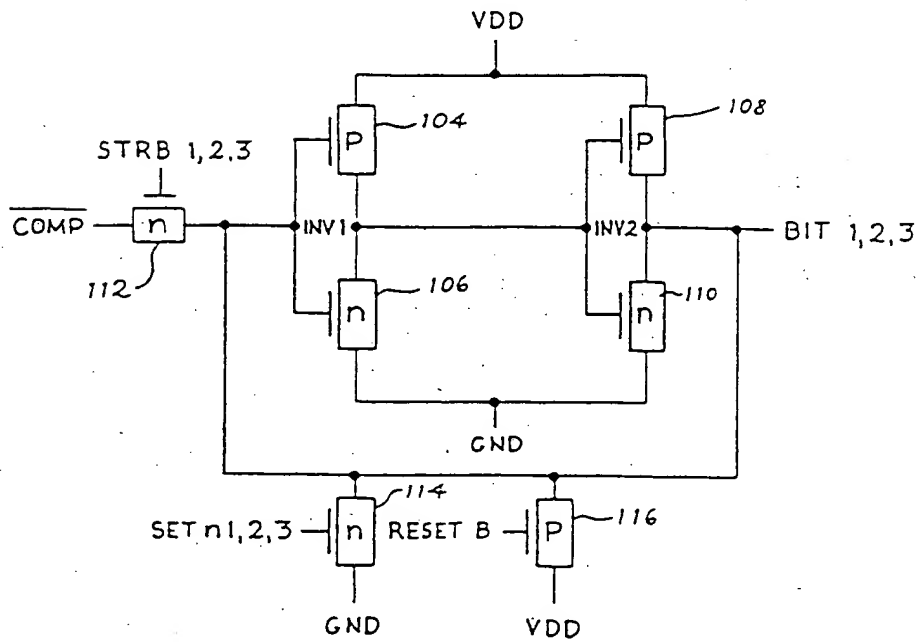 VDD
104
108
P
P
STRB 1,2,3
COMP
n
INV1
INV2
BIT 1,2,3
112
106
110
n
n
GND
114
116
SET n1,2,3
n
RESET B
P
GND
VDD